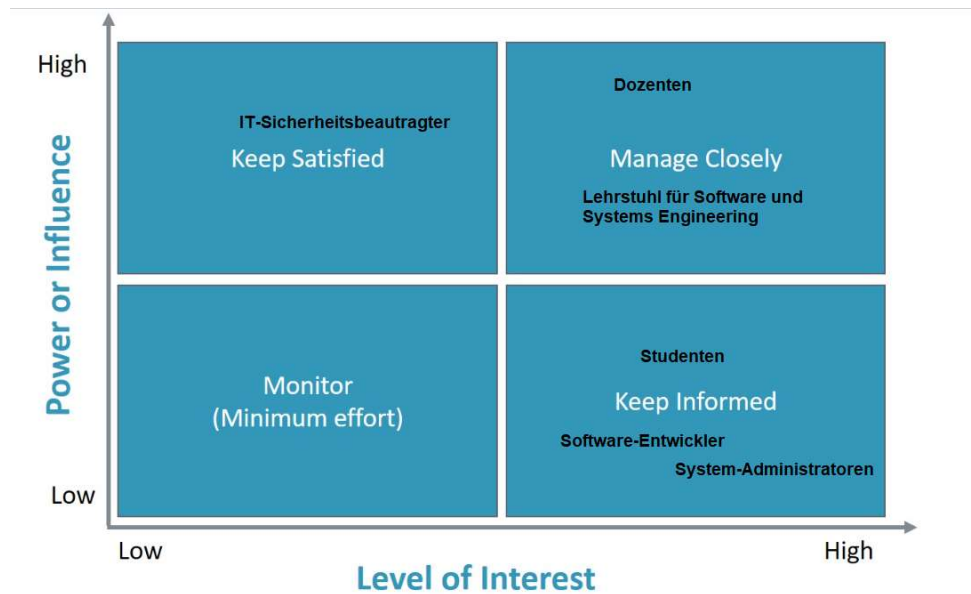 High
Dozenten
IT-Sicherheitsbeautragter
Keep Satisfied
Manage Closely
Lehrstuhl für Software und
Systems Engineering
Power or Influence
Studenten
Monitor
(Minimum effort)
Keep Informed
Software-Entwickler
System-Administratoren
Low
Low
High
Level of Interest